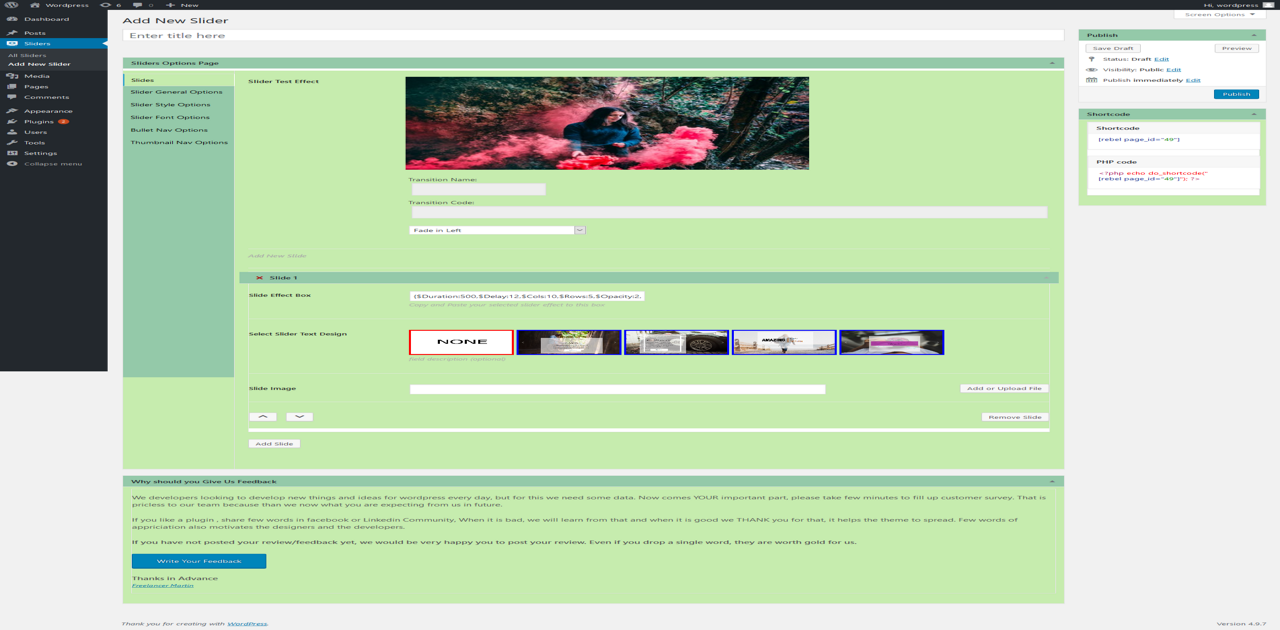 Wordpress 6 0 New
Hi, wordpress
Dashboard
Posts
Sliders
All Sliders
Add New Slider
Media
Pages
Comments
Appearance
Plugins 2
Users
Tools
Settings
Collapse menu
Screen Options
Add New Slider
Enter title here
Sliders Options Page
Slides
Slider General Options
Slider Style Options
Slider Font Options
Bullet Nav Options
Thumbnail Nav Options
Slider Test Effect
Transition Name:
Transition Code:
Fade in Left
Add New Slide
Slide 1
Slide Effect Box
{$Duration:500,$Delay:12,$Cols:10,$Rows:5,$Opacity:2,
Copy and Paste your selected slider effect to this box
Select Slider Text Design
NONE
AMAZING
field description (optional)
Slide Image
Add or Upload File
Remove Slide
Add Slide
Why should you Give Us Feedback
We developers looking to develop new things and ideas for wordpress every day, but for this we need some data. Now comes YOUR important part, please take few minutes to fill up customer survey. That is
pricless to our team because than we now what you are expecting from us in future.
If you like a plugin , share few words in facebook or Linkedin Community, When it is bad, we will learn from that and when it is good we THANK you for that, it helps the theme to spread. Few words of
appriciation also motivates the designers and the developers.
If you have not posted your review/feedback yet, we would be very happy you to post your review. Even if you drop a single word, they are worth gold for us.
Write Your Feedback
Thanks in Advance
Freelancer Martin
Publish
Save Draft
Preview
Status: Draft Edit
Visibility: Public Edit
Publish immediately Edit
Publish
Shortcode
Shortcode
[rebel page_id="49"]
PHP code
<?php echo do_shortcode("
[rebel page_id="49"]"); ?>
Thank you for creating with WordPress.
Version 4.9.7